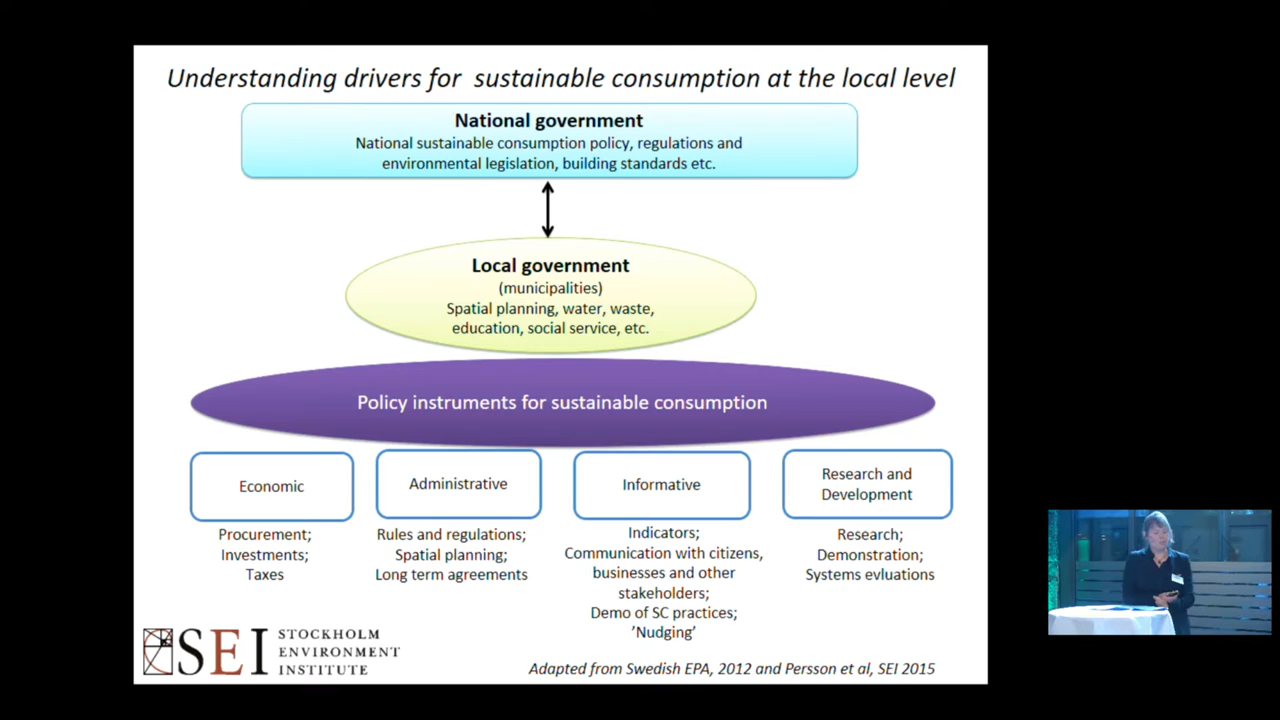 Understanding drivers for sustainable consumption at the local level
National government
National sustainable consumption policy, regulations and
environmental legislation, building standards etc.
Local government
(municipalities)
Spatial planning, water, waste,
education, social service, etc.
Policy instruments for sustainable consumption
Economic
Procurement;
Investments;
Taxes
Administrative
Rules and regulations;
Spatial planning;
Long term agreements
Informative
Indicators;
Communication with citizens,
businesses and other
stakeholders;
Demo of SC practices;
’Nudging’
Research and
Development
Research;
Demonstration;
Systems evluations
SEI
STOCKHOLM
ENVIRONMENT
INSTITUTE
Adapted from Swedish EPA, 2012 and Persson et al, SEI 2015